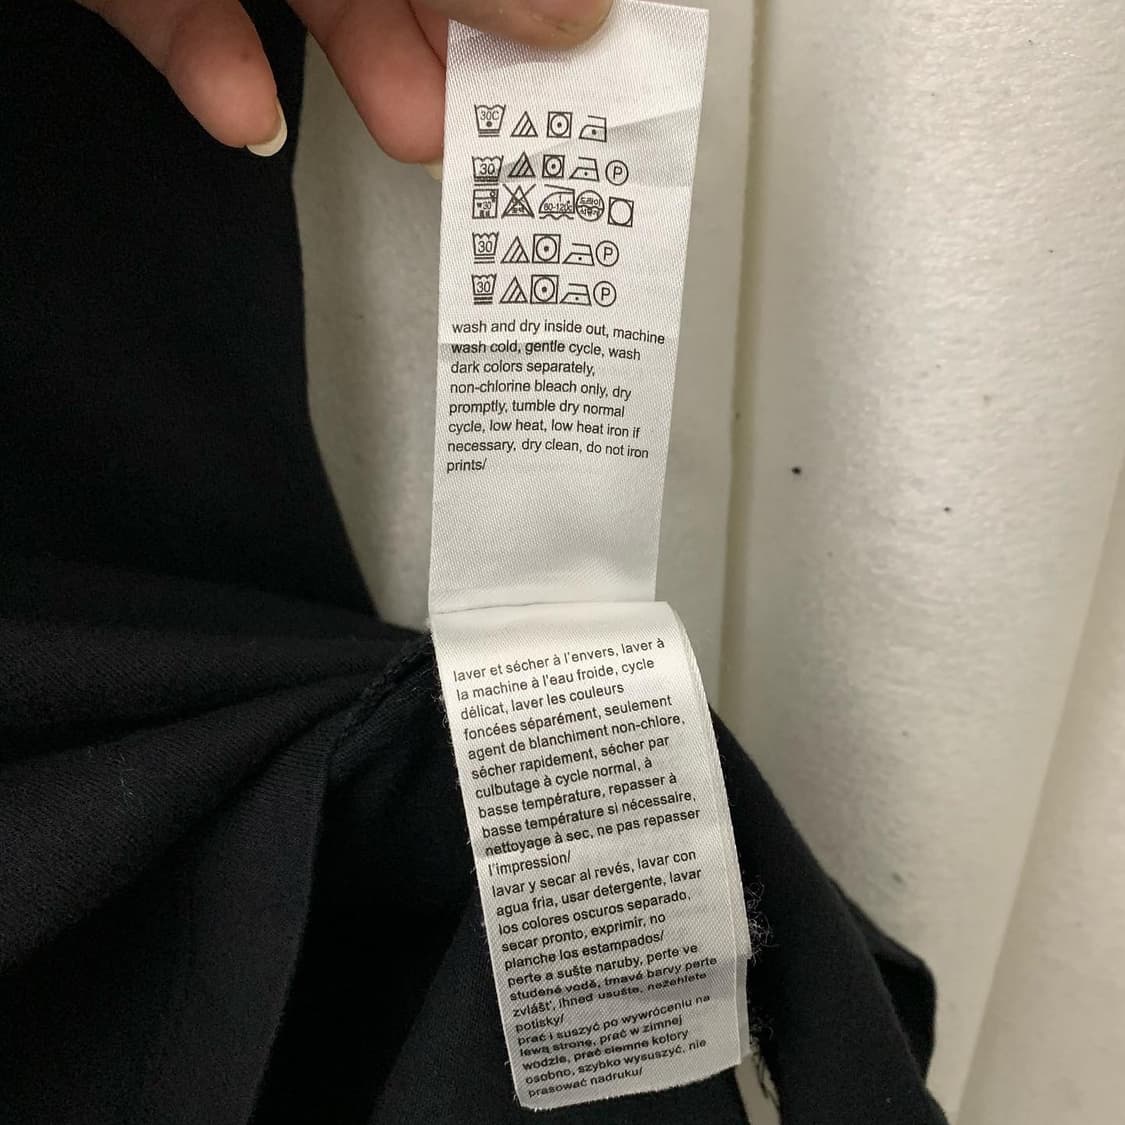 30C
30 P
30 60-120c 드라이
30 P
30 P
wash and dry inside out, machine
wash cold, gentle cycle, wash
dark colors separately,
non-chlorine bleach only, dry
promptly, tumble dry normal
cycle, low heat, low heat iron if
necessary, dry clean, do not iron
prints/
laver et sécher à l'envers, laver à
la machine à l'eau froide, cycle
délicat, laver les couleurs
foncées séparément, seulement
agent de blanchiment non-chlore,
sécher rapidement, sécher par
culbutage à cycle normal, à
basse température, repasser à
basse température si nécessaire,
nettoyage à sec, ne pas repasser
l'impression/
lavar y secar al revés, lavar con
agua fria, usar detergente, lavar
los colores oscuros separado,
secar pronto, exprimir, no
planche los estampados/
perte a sušte naruby, perte ve
studené vodě, tmavé barvy perte
zvlášť, ihned usušte, nežehlete
potisky/
prać i suszyć po wywróceniu na
lewą stronę, prać w zimnej
wodzie, prać ciemne kolory
osobno, szybko wysuszyć, nie
prasować nadruku/